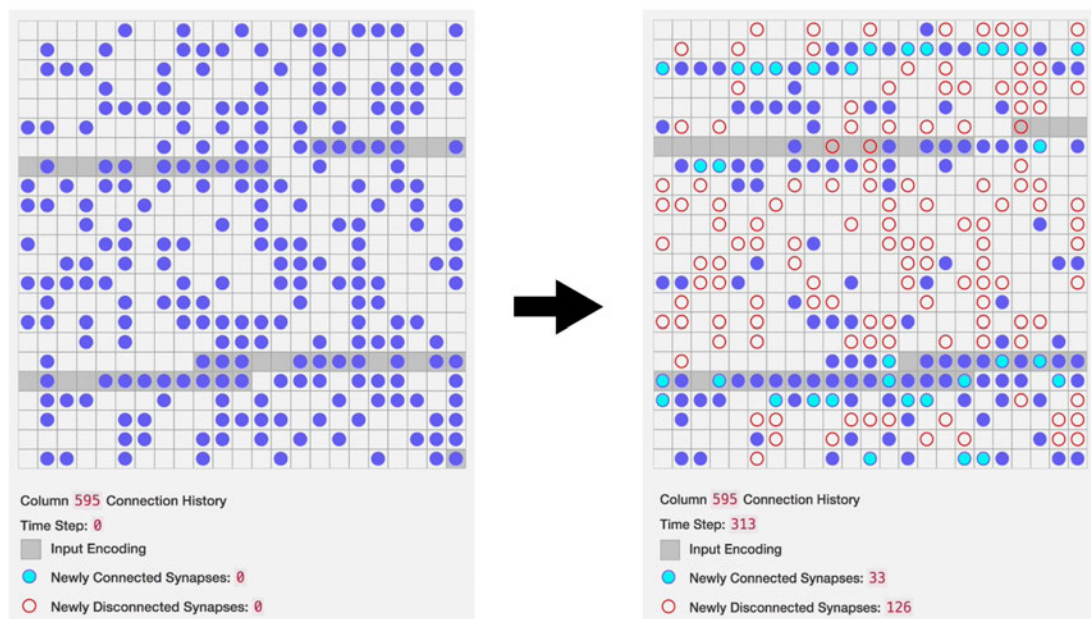 Column 595 Connection History
Time Step: 0
Input Encoding
Newly Connected Synapses: 0
Newly Disconnected Synapses: 0
Column 595 Connection History
Time Step: 313
Input Encoding
Newly Connected Synapses: 33
Newly Disconnected Synapses: 126